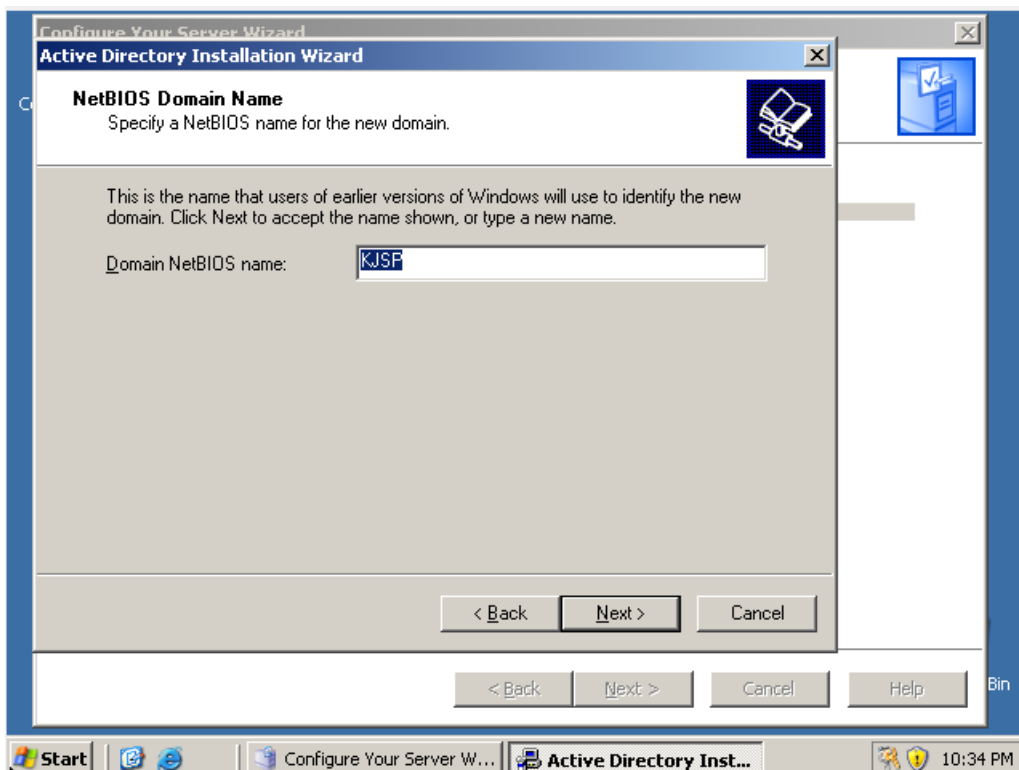 Configure Your Server Wizard
Active Directory Installation Wizard
NetBIOS Domain Name
Specify a NetBIOS name for the new domain.
This is the name that users of earlier versions of Windows will use to identify the new
domain. Click Next to accept the name shown, or type a new name.
Domain NetBIOS name: KJSP
< Back Next > Cancel
< Back Next > Cancel Help
Bin
Start Configure Your Server W... Active Directory Inst... 10:34 PM